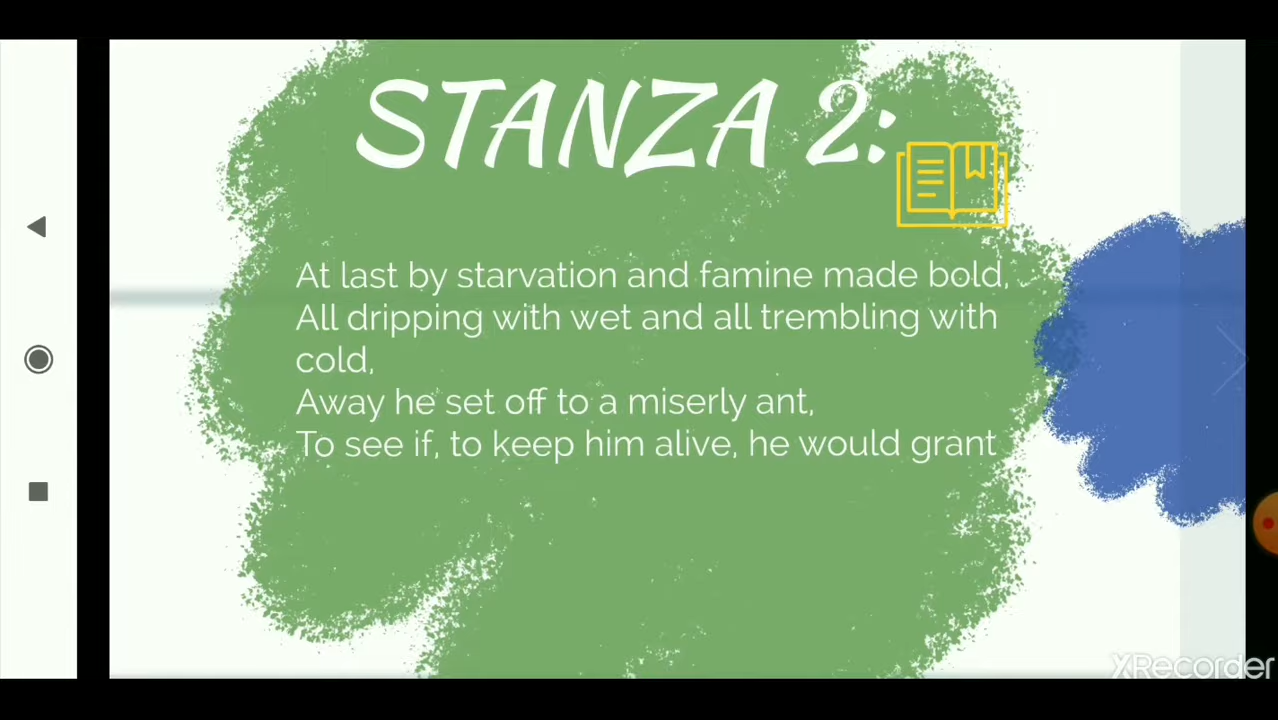 STANZA 2:
At last by starvation and famine made bold,
All dripping with wet and all trembling with
cold,
Away he set off to a miserly ant,
To see if, to keep him alive, he would grant
XRecorder